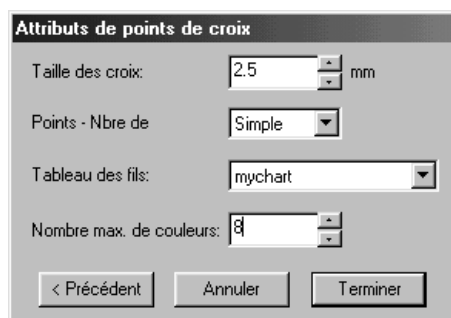 Attributs de points de croix
Taille des croix: 2.5 mm
Points - Nbre de Simple
Tableau des fils: mychart
Nombre max. de couleurs: 8
< Précédent Annuler Terminer